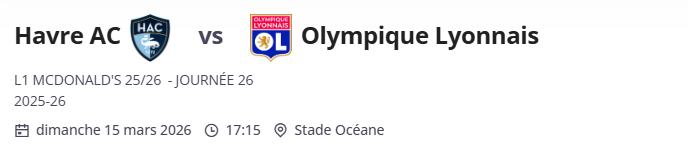 Havre AC HAC vs OLYMPIQUE LYONNAIS OL Olympique Lyonnais
L1 MCDONALD'S 25/26 - JOURNÉE 26
2025-26
dimanche 15 mars 2026 17:15 Stade Océane